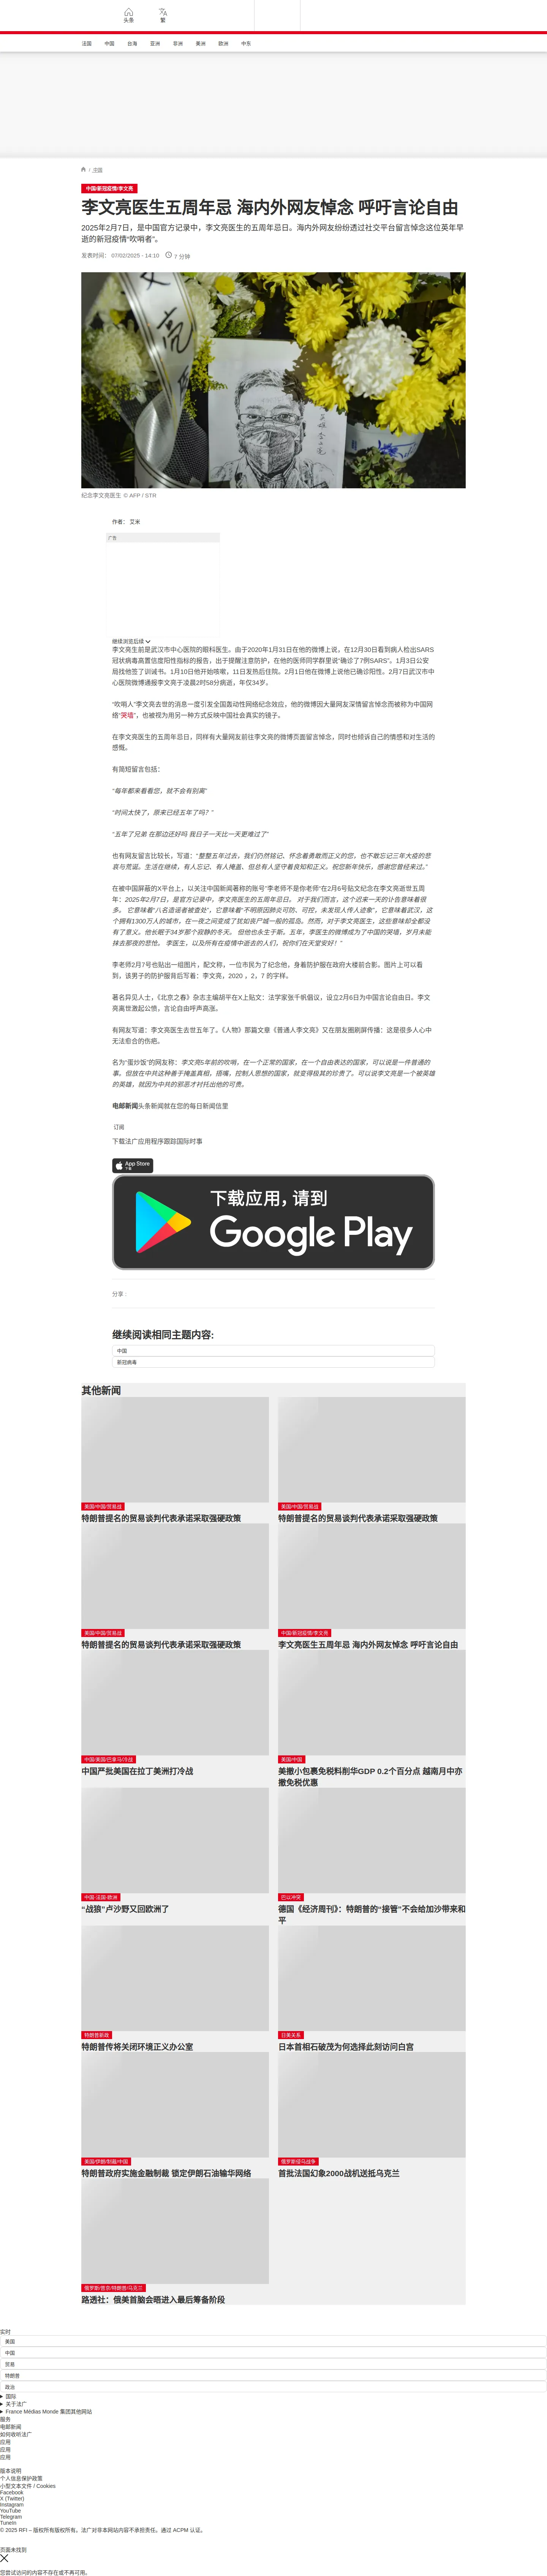 头条
繁
法国
中国
台海
亚洲
非洲
美洲
欧洲
中东
/ 中国
中国/新冠疫情/李文亮
李文亮医生五周年忌 海内外网友悼念 呼吁言论自由
2025年2月7日，是中国官方记录中，李文亮医生的五周年忌日。海内外网友纷纷透过社交平台留言悼念这位英年早
逝的新冠疫情“吹哨者”。
发表时间： 07/02/2025 - 14:10
7 分钟
纪念李文亮医生 © AFP / STR
作者： 艾米
广告
继续浏览后续
李文亮生前是武汉市中心医院的眼科医生。由于2020年1月31日在他的微博上说，在12月30日看到病人检出SARS
冠状病毒高置信度阳性指标的报告，出于提醒注意防护，在他的医师同学群里说“确诊了7例SARS”。1月3日公安
局找他签了训诫书。1月10日他开始咳嗽，11日发热后住院。2月1日他在微博上说他已确诊阳性。2月7日武汉市中
心医院微博通报李文亮于凌晨2时58分病逝，年仅34岁。
“吹哨人”李文亮去世的消息一度引发全国轰动性网络纪念效应，他的微博因大量网友深情留言悼念而被称为中国网
络“哭墙”，也被视为用另一种方式反映中国社会真实的镜子。
在李文亮医生的五周年忌日，同样有大量网友前往李文亮的微博页面留言悼念，同时也倾诉自己的情感和对生活的
感慨。
有简短留言包括：
“每年都来看看您，就不会有别离”
“时间太快了，原来已经五年了吗？”
“五年了兄弟 在那边还好吗 我日子一天比一天更难过了”
也有网友留言比较长，写道：“整整五年过去，我们仍然铭记、怀念着勇敢而正义的您，也不敢忘记三年大疫的悲
哀与荒诞。生活在继续，有人忘记、有人掩盖、但总有人坚守着良知和正义。祝您新年快乐，感谢您曾经来过。”
在被中国屏蔽的X平台上，以关注中国新闻著称的账号”李老师不是你老师“在2月6号贴文纪念在李文亮逝世五周
年：2025年2月7日，是官方记录中，李文亮医生的五周年忌日。 对于我们而言，这个迟来一天的讣告意味着很
多。 它意味着“八名造谣者被查处”，它意味着“不明原因肺炎可防、可控，未发现人传人迹象”，它意味着武汉，这
个拥有1300万人的城市，在一夜之间变成了犹如丧尸城一般的孤岛。然而，对于李文亮医生，这些意味却全都没
有了意义。他长眠于34岁那个寂静的冬天。 但他也永生于斯。五年，李医生的微博成为了中国的哭墙，岁月未能
抹去那夜的悲怆。 李医生，以及所有在疫情中逝去的人们，祝你们在天堂安好！”
李老师2月7号也贴出一组图片，配文称，一位市民为了纪念他，身着防护服在政府大楼前合影。图片上可以看
到，该男子的防护服背后写着：李文亮，2020 ，2，7 的字样。
著名异见人士，《北京之春》杂志主编胡平在X上贴文：法学家张千帆倡议，设立2月6日为中国言论自由日。李文
亮离世激起公愤，言论自由呼声高涨。
有网友写道：李文亮医生去世五年了。《人物》那篇文章《普通人李文亮》又在朋友圈刷屏传播：这是很多人心中
无法愈合的伤疤。
名为“蛋炒饭”的网友称：李文亮5年前的吹哨，在一个正常的国家，在一个自由表达的国家，可以说是一件普通的
事。但放在中共这种善于掩盖真相，捂嘴，控制人思想的国家，就变得极其的珍贵了。可以说李文亮是一个被英雄
的英雄，就因为中共的邪恶才衬托出他的可贵。
电邮新闻头条新闻就在您的每日新闻信里
订阅
下载法广应用程序跟踪国际时事
App Store
下载
下载应用，请到
Google Play
分享 :
继续阅读相同主题内容:
中国
新冠病毒
其他新闻
美国/中国/贸易战
特朗普提名的贸易谈判代表承诺采取强硬政策
美国/中国/贸易战
特朗普提名的贸易谈判代表承诺采取强硬政策
美国/中国/贸易战
特朗普提名的贸易谈判代表承诺采取强硬政策
中国/新冠疫情/李文亮
李文亮医生五周年忌 海内外网友悼念 呼吁言论自由
中国/美国/巴拿马/冷战
中国严批美国在拉丁美洲打冷战
美国/中国
美撤小包裹免税料削华GDP 0.2个百分点 越南月中亦
撤免税优惠
中国-法国-欧洲
“战狼”卢沙野又回欧洲了
巴以冲突
德国《经济周刊》：特朗普的“接管”不会给加沙带来和
平
特朗普新政
特朗普传将关闭环境正义办公室
日美关系
日本首相石破茂为何选择此刻访问白宫
美国/伊朗/制裁/中国
特朗普政府实施金融制裁 锁定伊朗石油输华网络
俄罗斯侵乌战争
首批法国幻象2000战机送抵乌克兰
俄罗斯/普京/特朗普/乌克兰
路透社：俄美首脑会晤进入最后筹备阶段
实时
美国
中国
贸易
特朗普
政治
国际
关于法广
France Médias Monde 集团其他网站
服务
电邮新闻
如何收听法广
应用
应用
应用
版本说明
个人信息保护政策
小型文本文件 / Cookies
Facebook
X (Twitter)
Instagram
YouTube
Telegram
TuneIn
© 2025 RFI – 版权所有版权所有。法广对非本网站内容不承担责任。通过 ACPM 认证。
页面未找到
您尝试访问的内容不存在或不再可用。